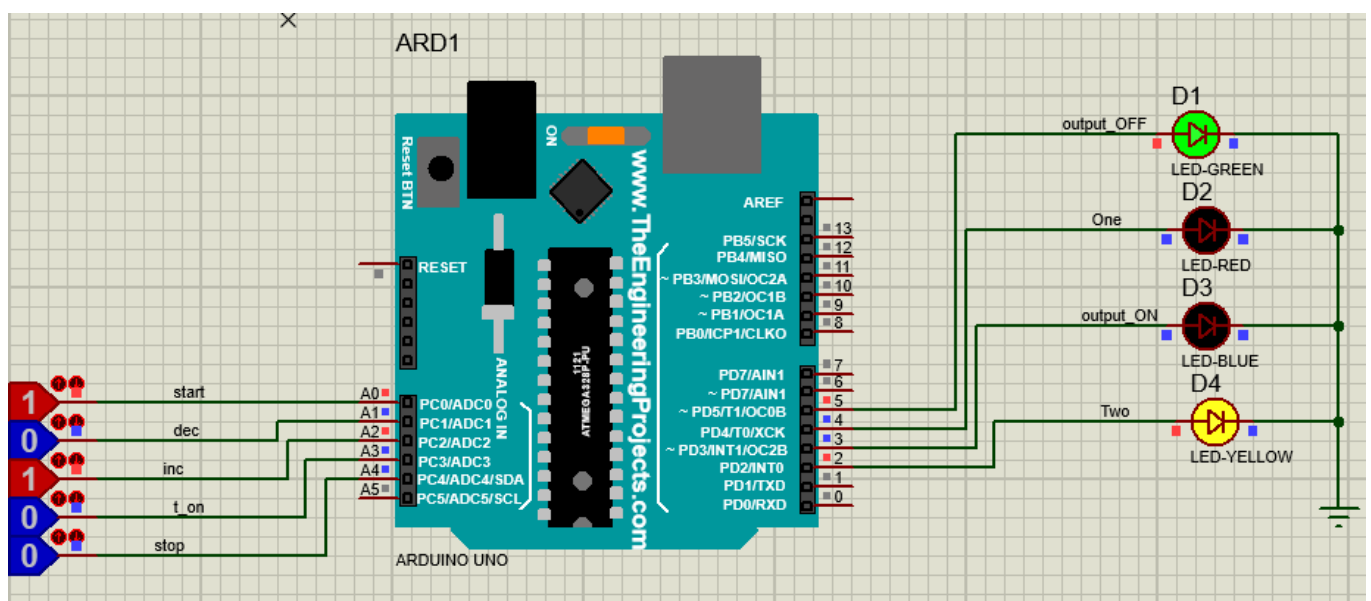 ARD1
D1
output_OFF
LED-GREEN
D2
One
LED-RED
D3
output_ON
LED-BLUE
D4
Two
LED-YELLOW
Reset BTN
ON
www.TheEngineeringProjects.com
RESET
ANALOG IN
ATMEGA328P-PU
1121
AREF
PB5/SCK
PB4/MISO
~ PB3/MOSI/OC2A
~ PB2/OC1B
~ PB1/OC1A
PB0/ICP1/CLKO
13
12
11
10
9
8
PD7/AIN1
~ PD7/AIN1
~ PD5/T1/OC0B
PD4/T0/XCK
~ PD3/INT1/OC2B
PD2/INT0
PD1/TXD
PD0/RXD
7
6
5
4
3
2
1
0
1
start
0
dec
1
inc
0
t_on
0
stop
A0
A1
A2
A3
A4
A5
PC0/ADC0
PC1/ADC1
PC2/ADC2
PC3/ADC3
PC4/ADC4/SDA
PC5/ADC5/SCL
ARDUINO UNO